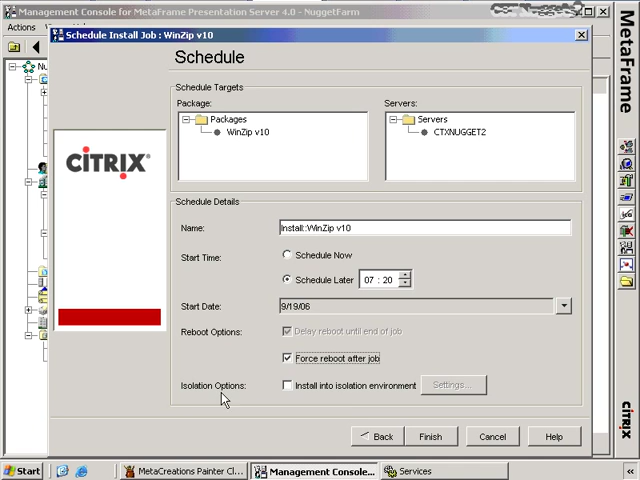 Management Console for MetaFrame Presentation Server 4.0 - NuggetFarm
Actions
Schedule Install Job : WinZip v10
Schedule
Schedule Targets
Package:
Servers:
Packages
WinZip v10
Servers
CTXNUGGET2
CITRIX
Schedule Details
Name:
Install::WinZip v10
Start Time:
Schedule Now
Schedule Later
07 : 20
Start Date:
9/19/06
Reboot Options:
Delay reboot until end of job
Force reboot after job
Isolation Options:
Install into isolation environment
Settings...
Back
Finish
Cancel
Help
MetaFrame
CITRIX
Start
MetaCreations Painter Cl...
Management Console...
Services